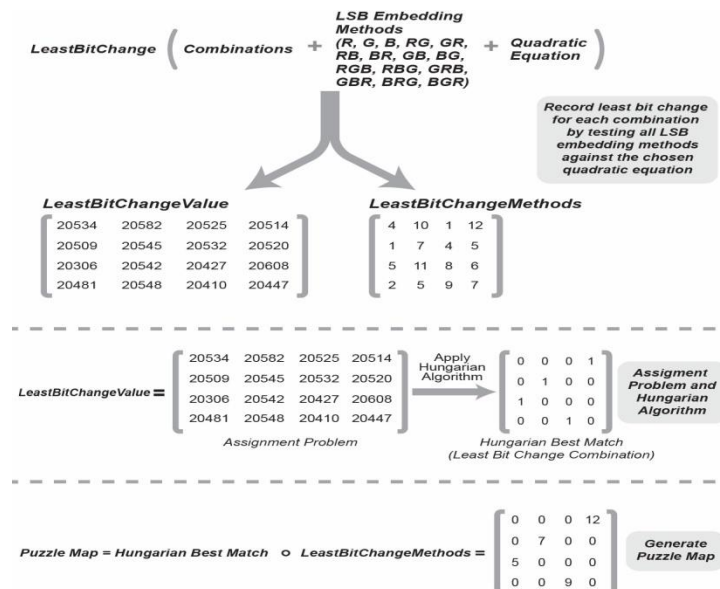 LSB Embedding
Methods
LeastBitChange ( Combinations + (R, G, B, RG, GR, + Quadratic
RB, BR, GB, BG, Equation )
RGB, RBG, GRB,
GBR, BRG, BGR)
Record least bit change
for each combination
by testing all LSB
embedding methods
against the chosen
quadratic equation
LeastBitChangeValue
20534 20582 20525 20514
20509 20545 20532 20520
20306 20542 20427 20608
20481 20548 20410 20447
LeastBitChangeMethods
4 10 1 12
1 7 4 5
5 11 8 6
2 5 9 7
LeastBitChangeValue =
20534 20582 20525 20514
20509 20545 20532 20520
20306 20542 20427 20608
20481 20548 20410 20447
Assignment Problem
Apply
Hungarian
Algorithm
0 0 0 1
0 1 0 0
1 0 0 0
0 0 1 0
Hungarian Best Match
(Least Bit Change Combination)
Assigment
Problem and
Hungarian
Algorithm
Puzzle Map = Hungarian Best Match o LeastBitChangeMethods =
0 0 0 12
0 7 0 0
5 0 0 0
0 0 9 0
Generate
Puzzle Map